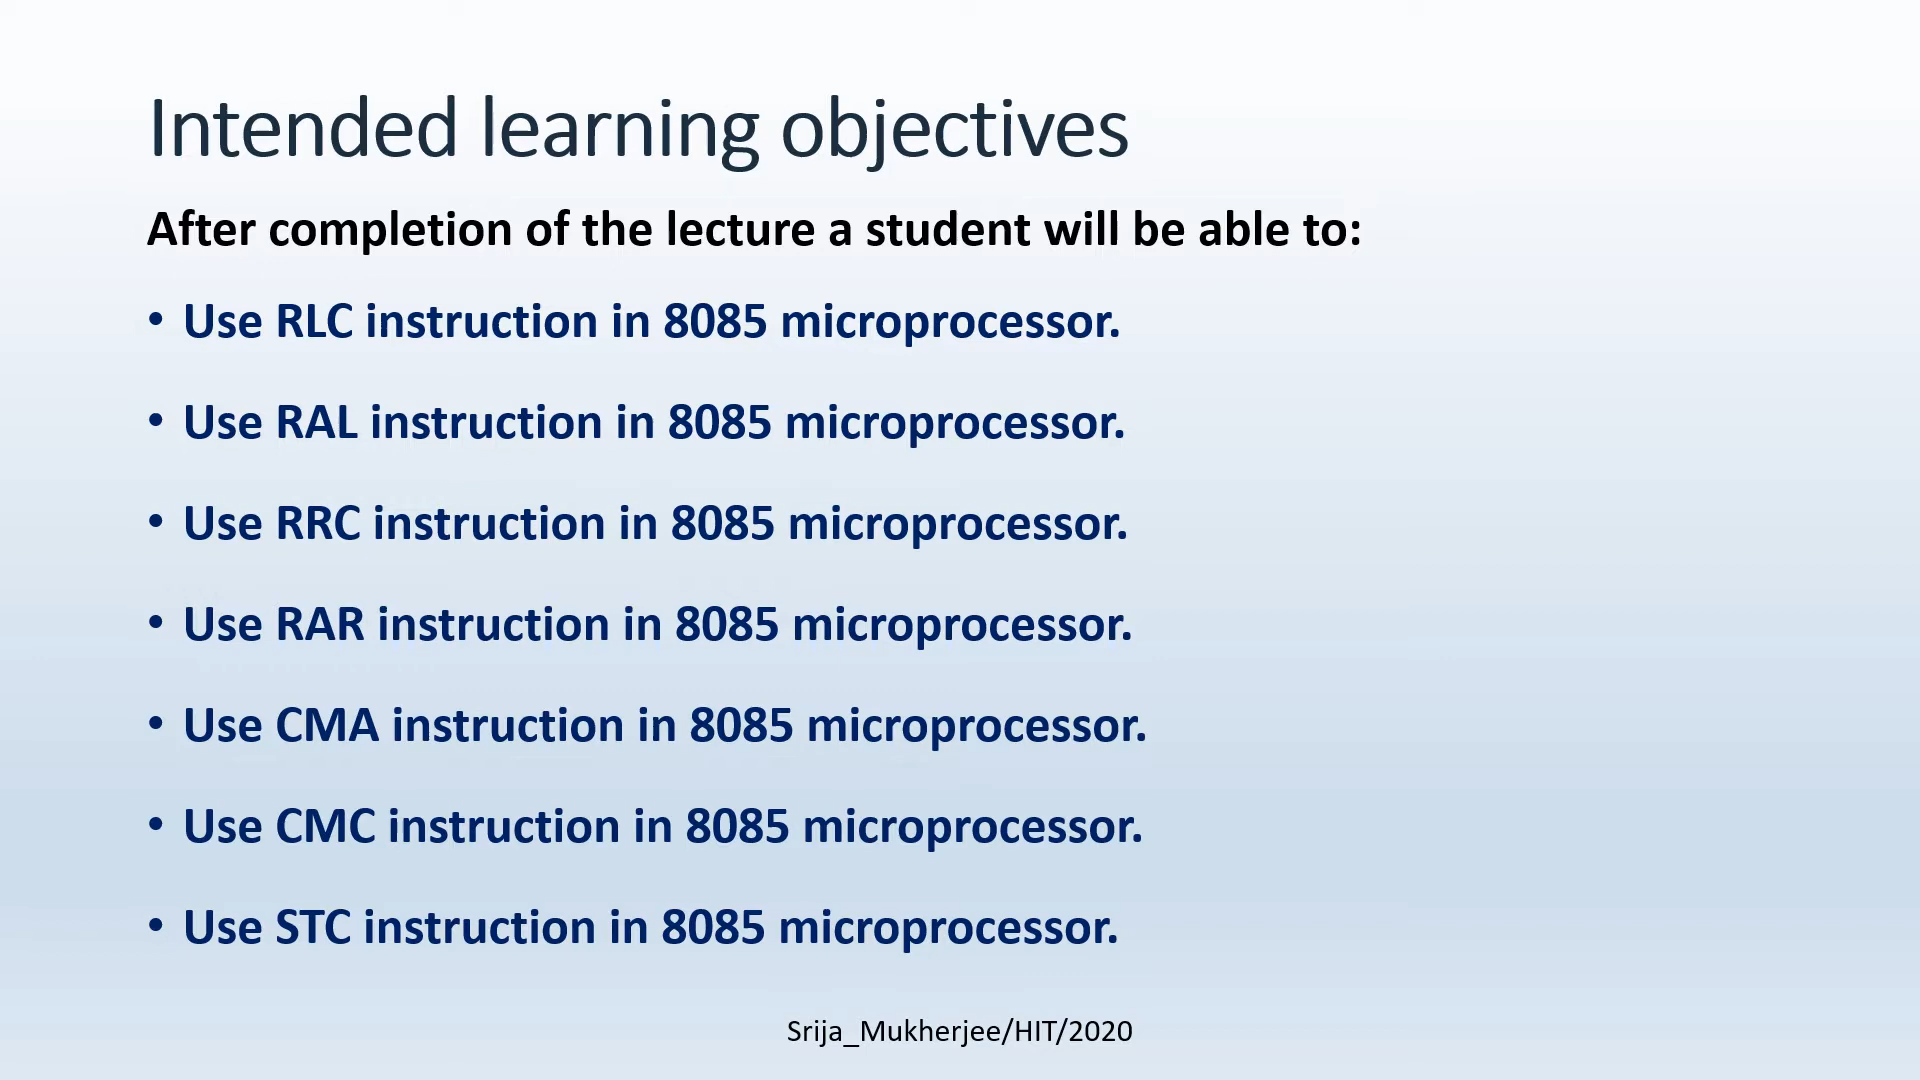 Intended learning objectives
After completion of the lecture a student will be able to:
• Use RLC instruction in 8085 microprocessor.
• Use RAL instruction in 8085 microprocessor.
• Use RRC instruction in 8085 microprocessor.
• Use RAR instruction in 8085 microprocessor.
• Use CMA instruction in 8085 microprocessor.
• Use CMC instruction in 8085 microprocessor.
• Use STC instruction in 8085 microprocessor.
Srija_Mukherjee/HIT/2020